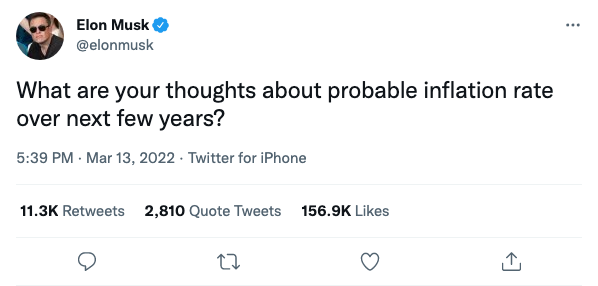 Elon Musk
@elonmusk
What are your thoughts about probable inflation rate
over next few years?
5:39 PM · Mar 13, 2022 · Twitter for iPhone
11.3K Retweets 2,810 Quote Tweets 156.9K Likes